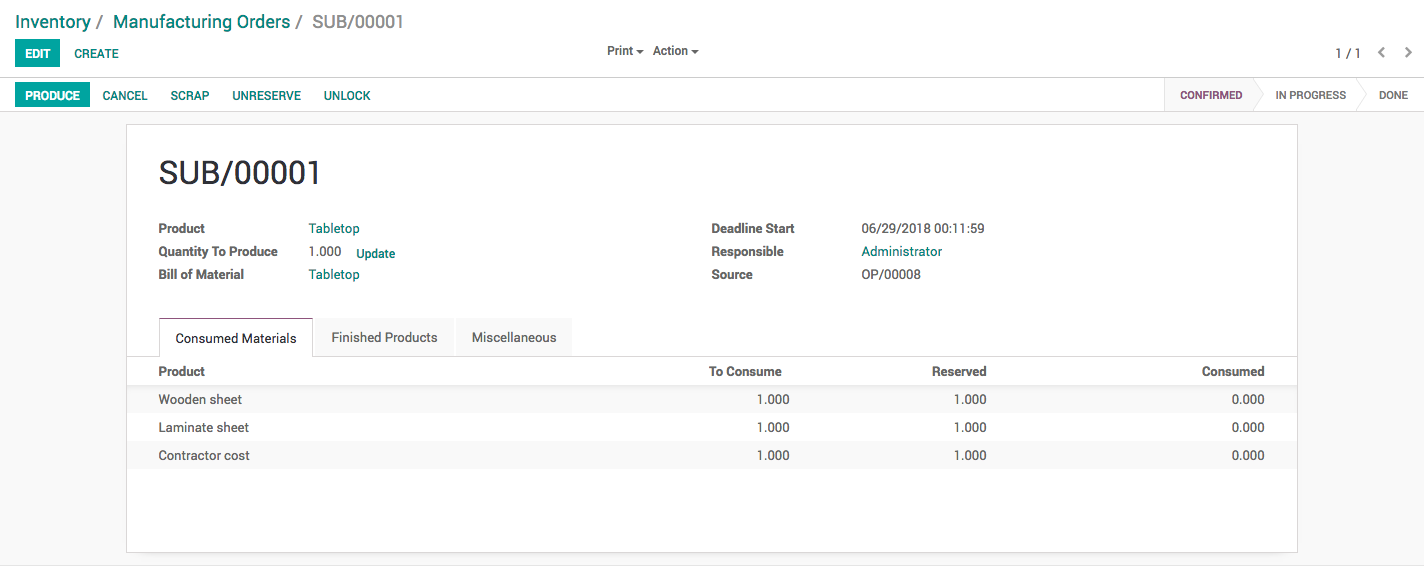 Inventory / Manufacturing Orders / SUB/00001
EDIT CREATE Print Action 1 / 1
PRODUCE CANCEL SCRAP UNRESERVE UNLOCK CONFIRMED IN PROGRESS DONE
SUB/00001
Product Tabletop Deadline Start 06/29/2018 00:11:59
Quantity To Produce 1.000 Update Responsible Administrator
Bill of Material Tabletop Source OP/00008
Consumed Materials Finished Products Miscellaneous
Product To Consume Reserved Consumed
Wooden sheet 1.000 1.000 0.000
Laminate sheet 1.000 1.000 0.000
Contractor cost 1.000 1.000 0.000